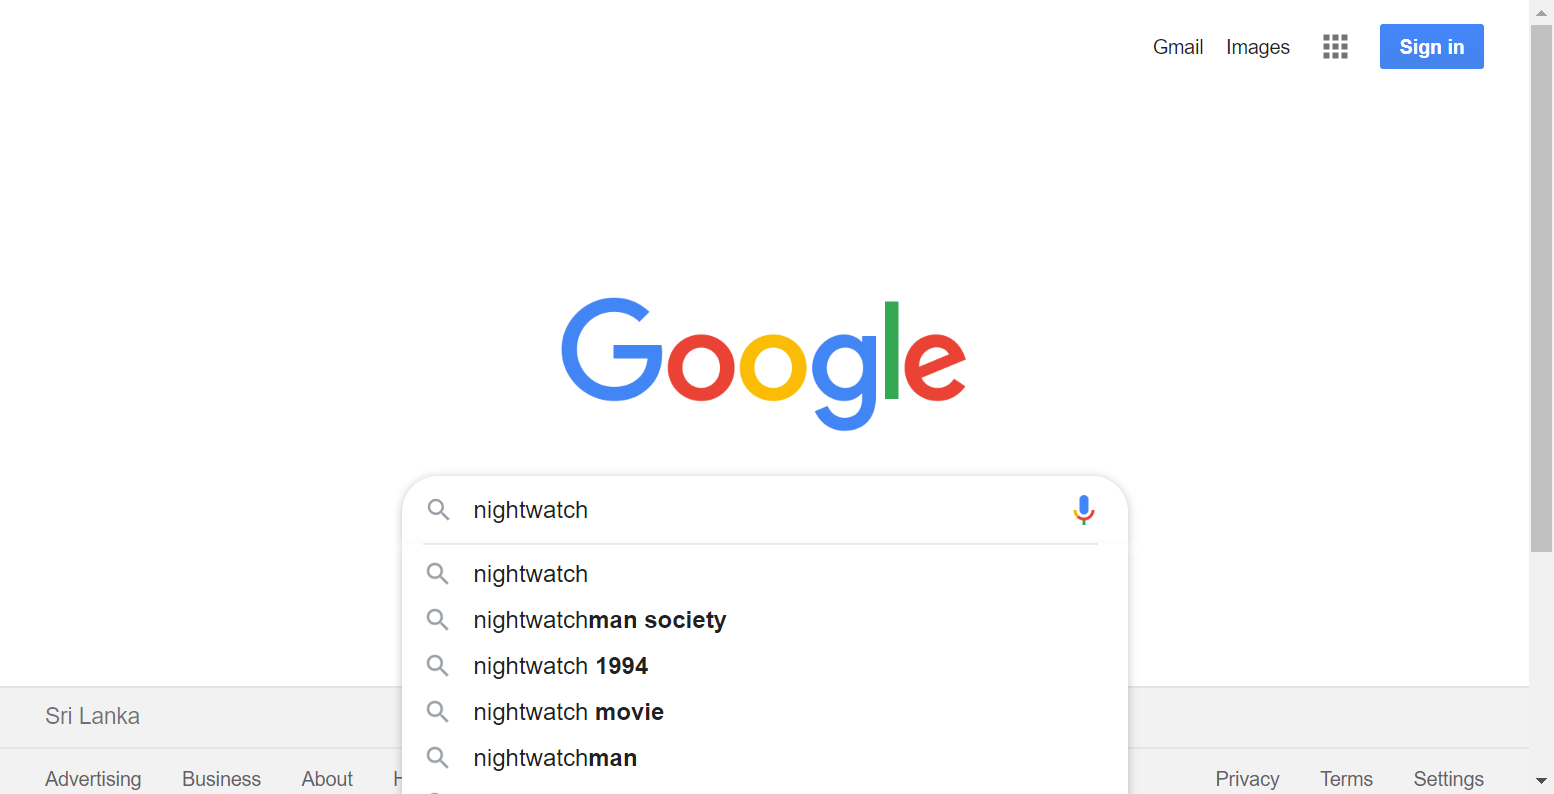 Gmail Images Sign in
Google
nightwatch
nightwatch
nightwatchman society
nightwatch 1994
nightwatch movie
nightwatchman
Sri Lanka
Advertising Business About Privacy Terms Settings